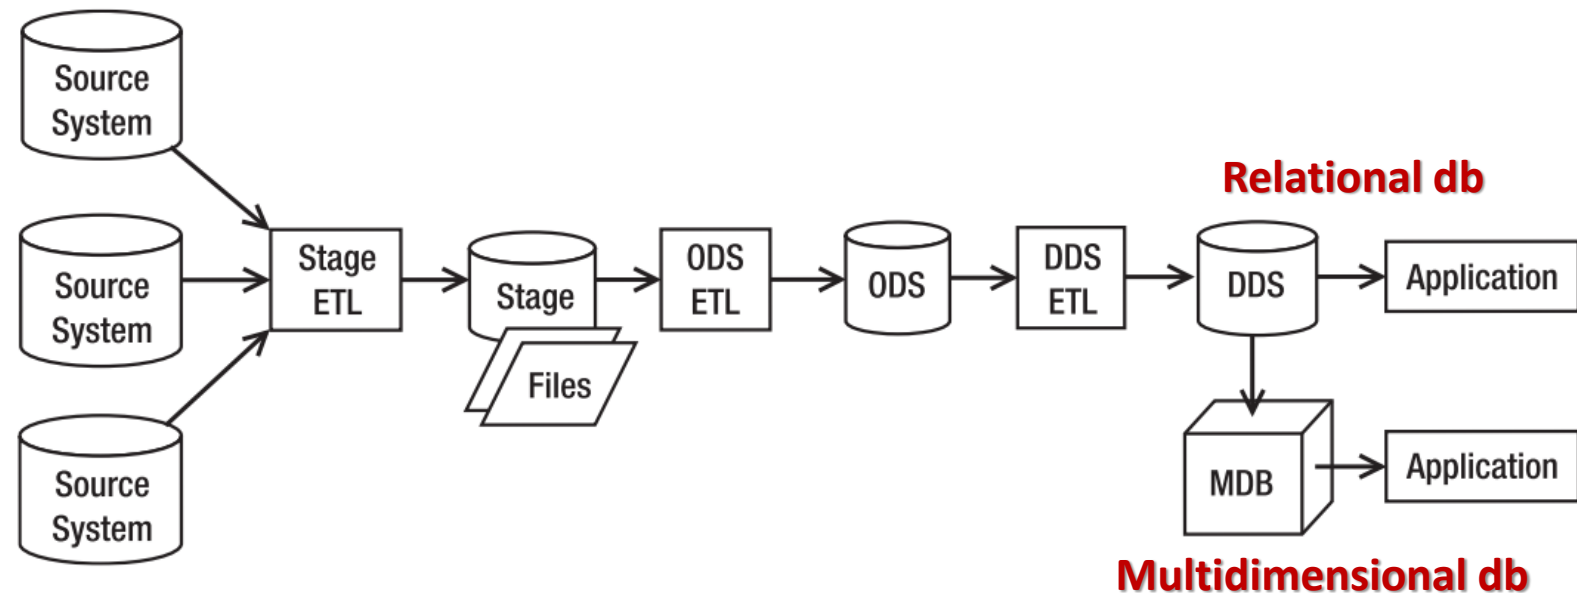 Source
System
Source
System
Source
System
Stage
ETL
Stage
Files
ODS
ETL
ODS
DDS
ETL
Relational db
DDS
Application
MDB
Application
Multidimensional db